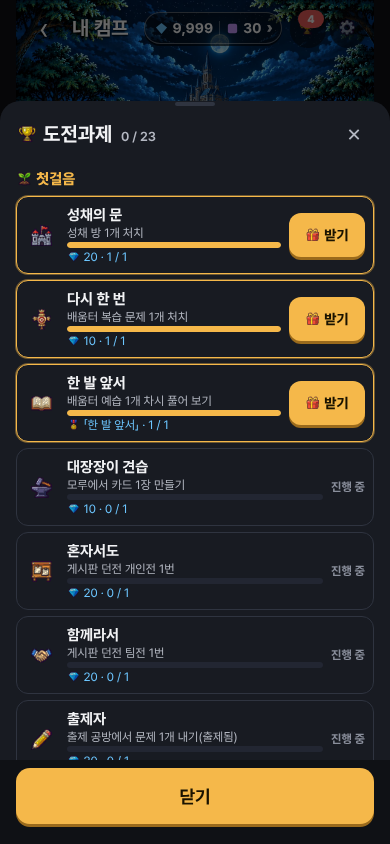 내 캠프
9,999
30
4
도전과제 0 / 23
첫걸음
성채의 문
성채 방 1개 처치
20 · 1 / 1
받기
다시 한 번
배움터 복습 문제 1개 처치
10 · 1 / 1
받기
한 발 앞서
배움터 예습 1개 차시 풀어 보기
「한 발 앞서」 · 1 / 1
받기
대장장이 견습
모루에서 카드 1장 만들기
10 · 0 / 1
진행 중
혼자서도
게시판 던전 개인전 1번
20 · 0 / 1
진행 중
함께라서
게시판 던전 팀전 1번
20 · 0 / 1
진행 중
출제자
출제 공방에서 문제 1개 내기(출제됨)
진행 중
닫기